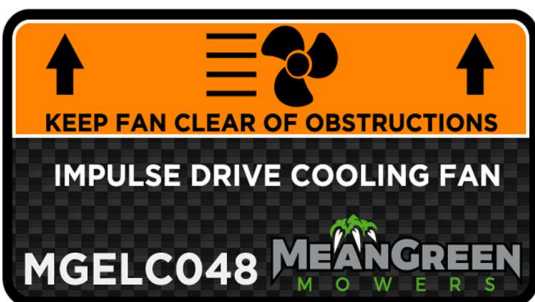 KEEP FAN CLEAR OF OBSTRUCTIONS
IMPULSE DRIVE COOLING FAN
MGELC048
MEANGREEN
MOWERS